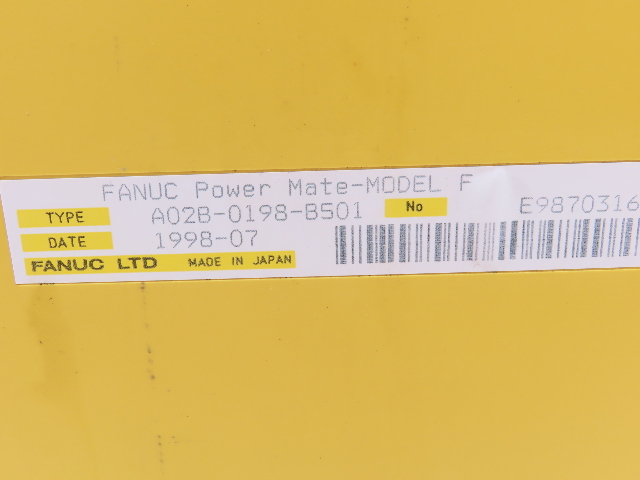 FANUC Power Mate-MODEL F
TYPE A02B-0198-B501 No E9870316
DATE 1998-07
FANUC LTD MADE IN JAPAN